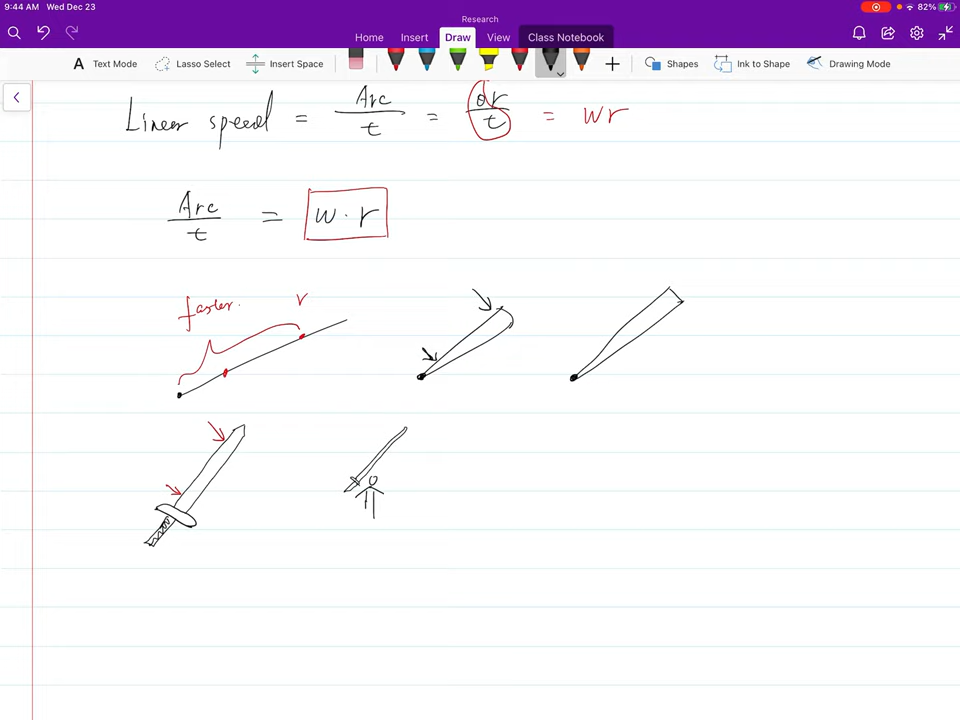 9:44 AM Wed Dec 23
82%
Research
Home Insert Draw View Class Notebook
Text Mode Lasso Select Insert Space Shapes Ink to Shape Drawing Mode
Linear speed = Arc/t = θr/t = wr
Arc/t = w · r
faster. r